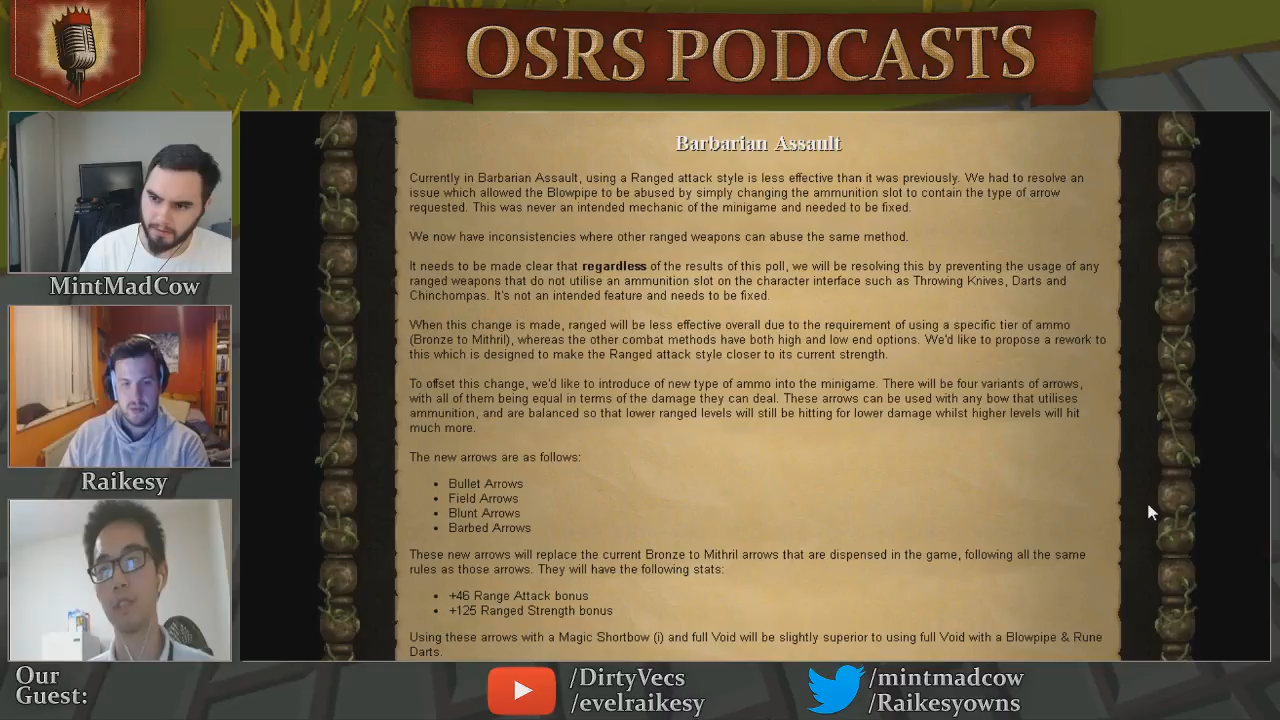 OSRS PODCASTS
MintMadCow
Raikesy
Our
Guest:
Barbarian Assault
Currently in Barbarian Assault, using a Ranged attack style is less effective than it was previously. We had to resolve an
issue which allowed the Blowpipe to be abused by simply changing the ammunition slot to contain the type of arrow
requested. This was never an intended mechanic of the minigame and needed to be fixed.
We now have inconsistencies where other ranged weapons can abuse the same method.
It needs to be made clear that regardless of the results of this poll, we will be resolving this by preventing the usage of any
ranged weapons that do not utilise an ammunition slot on the character interface such as Throwing Knives, Darts and
Chinchompas. It's not an intended feature and needs to be fixed.
When this change is made, ranged will be less effective overall due to the requirement of using a specific tier of ammo
(Bronze to Mithril), whereas the other combat methods have both high and low end options. We'd like to propose a rework to
this which is designed to make the Ranged attack style closer to its current strength.
To offset this change, we'd like to introduce of new type of ammo into the minigame. There will be four variants of arrows,
with all of them being equal in terms of the damage they can deal. These arrows can be used with any bow that utilises
ammunition, and are balanced so that lower ranged levels will still be hitting for lower damage whilst higher levels will hit
much more.
The new arrows are as follows:
• Bullet Arrows
• Field Arrows
• Blunt Arrows
• Barbed Arrows
These new arrows will replace the current Bronze to Mithril arrows that are dispensed in the game, following all the same
rules as those arrows. They will have the following stats:
• +46 Range Attack bonus
• +125 Ranged Strength bonus
Using these arrows with a Magic Shortbow (i) and full Void will be slightly superior to using full Void with a Blowpipe & Rune
Darts.
/DirtyVecs
/evelraikesy
/mintmadcow
/Raikesyowns